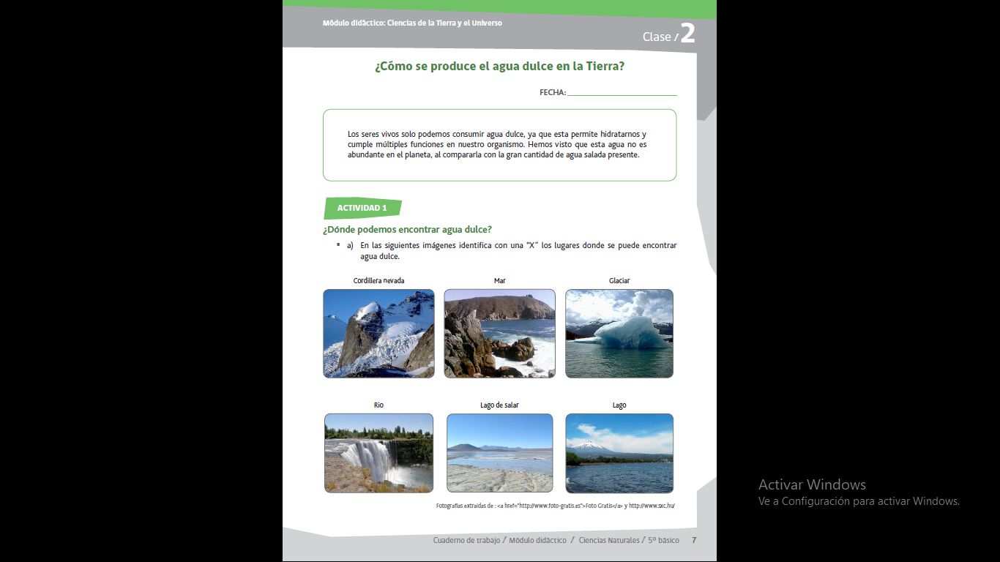 Módulo didáctico: Ciencias de la Tierra y el Universo
Clase / 2
¿Cómo se produce el agua dulce en la Tierra?
FECHA:
Los seres vivos solo podemos consumir agua dulce, ya que esta permite hidratarnos y
cumple múltiples funciones en nuestro organismo. Hemos visto que esta agua no es
abundante en el planeta, al compararla con la gran cantidad de agua salada presente.
ACTIVIDAD 1
¿Dónde podemos encontrar agua dulce?
a) En las siguientes imágenes identifica con una “X” los lugares donde se puede encontrar
agua dulce.
Cordillera nevada
Mar
Glaciar
Rio
Lago de salar
Lago
Fotografías extraídas de : <a href="http://www.foto-gratis.es">Foto Gratis</a> y http://www.sxc.hu/
Cuaderno de trabajo / Módulo didáctico / Ciencias Naturales / 5º básico 7
Activar Windows
Ve a Configuración para activar Windows.